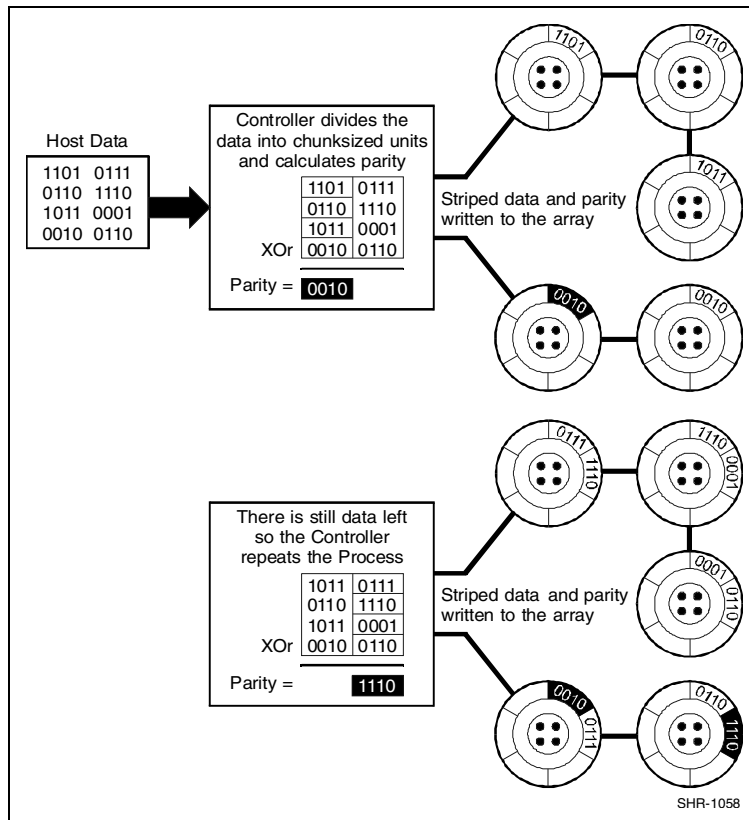 Host Data
1101 0111
0110 1110
1011 0001
0010 0110
Controller divides the
data into chunksized units
and calculates parity
1101 0111
0110 1110
1011 0001
XOr 0010 0110
Parity = 0010
Striped data and parity
written to the array
1101
0110
1011
0010
0010
There is still data left
so the Controller
repeats the Process
1011 0111
0110 1110
1011 0001
XOr 0010 0110
Parity = 1110
Striped data and parity
written to the array
0111 1110
1110 0001
0001 0110
0010 0111
0110 1110
SHR-1058